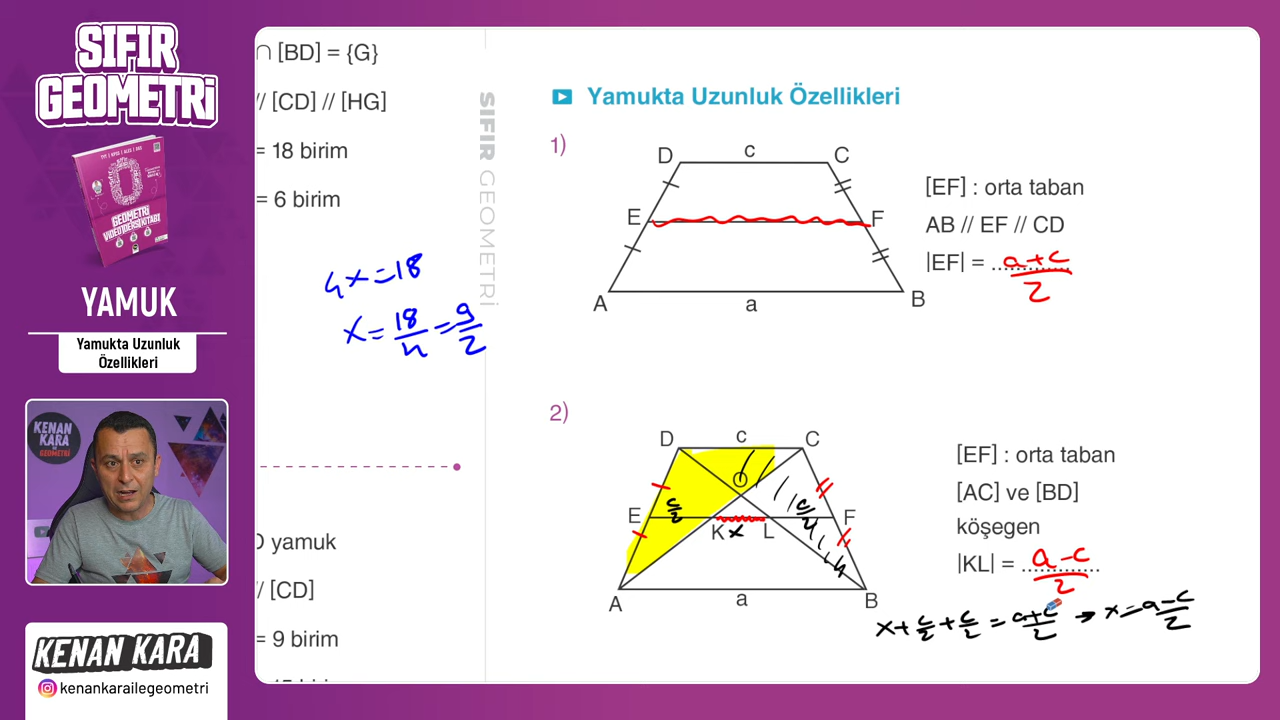 SIFIR
GEOMETRİ
YAMUK
Yamukta Uzunluk
Özellikleri
KENAN
KARA
KENAN KARA
kenankarailegeometri
∩ [BD] = {G}
// [CD] // [HG]
= 18 birim
= 6 birim
4x=18
x=18/4=9/2
yamuk
// [CD]
= 9 birim
SIFIR GEOMETRİ
Yamukta Uzunluk Özellikleri
1)
D c C
E F
A a B
[EF] : orta taban
AB // EF // CD
|EF| = a+c/2
2)
D c C
O
E c/2 K x L c/2 F
A a B
[EF] : orta taban
[AC] ve [BD]
köşegen
|KL| = a-c/2
x+c/2+c/2=a+c/2 → x=a-c/2